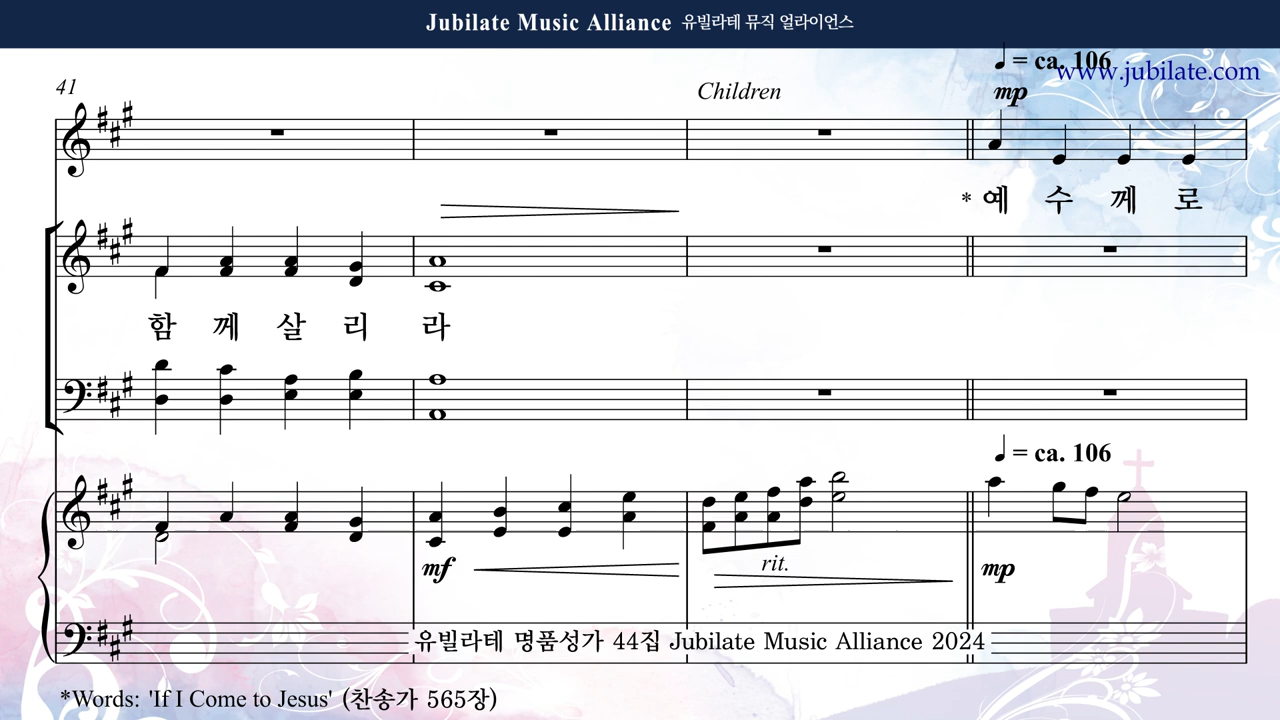 Jubilate Music Alliance 유빌라테 뮤직 얼라이언스
♩ = ca. 106
www.jubilate.com
41
Children
mp
*예 수 께 로
함 께 살 리 라
♩ = ca. 106
mf
rit.
mp
유빌라테 명품성가 44집 Jubilate Music Alliance 2024
*Words: 'If I Come to Jesus' (찬송가 565장)